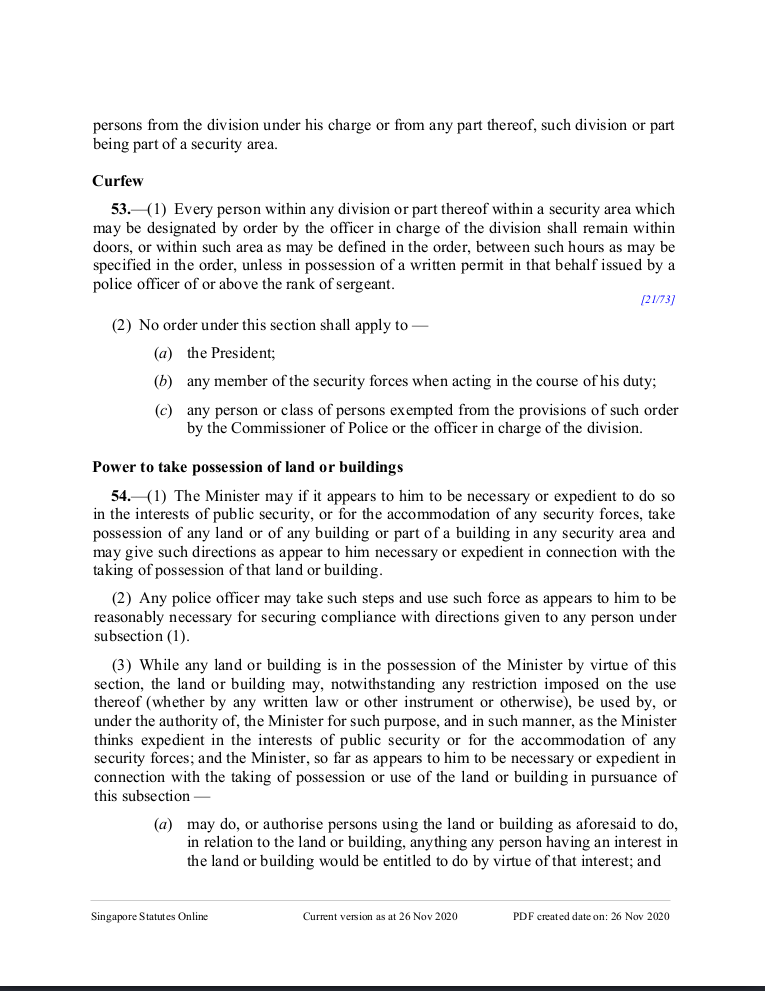 persons from the division under his charge or from any part thereof, such division or part
being part of a security area.
Curfew
53.—(1) Every person within any division or part thereof within a security area which
may be designated by order by the officer in charge of the division shall remain within
doors, or within such area as may be defined in the order, between such hours as may be
specified in the order, unless in possession of a written permit in that behalf issued by a
police officer of or above the rank of sergeant.
[21/73]
(2) No order under this section shall apply to —
(a) the President;
(b) any member of the security forces when acting in the course of his duty;
(c) any person or class of persons exempted from the provisions of such order
by the Commissioner of Police or the officer in charge of the division.
Power to take possession of land or buildings
54.—(1) The Minister may if it appears to him to be necessary or expedient to do so
in the interests of public security, or for the accommodation of any security forces, take
possession of any land or of any building or part of a building in any security area and
may give such directions as appear to him necessary or expedient in connection with the
taking of possession of that land or building.
(2) Any police officer may take such steps and use such force as appears to him to be
reasonably necessary for securing compliance with directions given to any person under
subsection (1).
(3) While any land or building is in the possession of the Minister by virtue of this
section, the land or building may, notwithstanding any restriction imposed on the use
thereof (whether by any written law or other instrument or otherwise), be used by, or
under the authority of, the Minister for such purpose, and in such manner, as the Minister
thinks expedient in the interests of public security or for the accommodation of any
security forces; and the Minister, so far as appears to him to be necessary or expedient in
connection with the taking of possession or use of the land or building in pursuance of
this subsection —
(a) may do, or authorise persons using the land or building as aforesaid to do,
in relation to the land or building, anything any person having an interest in
the land or building would be entitled to do by virtue of that interest; and
Singapore Statutes Online Current version as at 26 Nov 2020 PDF created date on: 26 Nov 2020